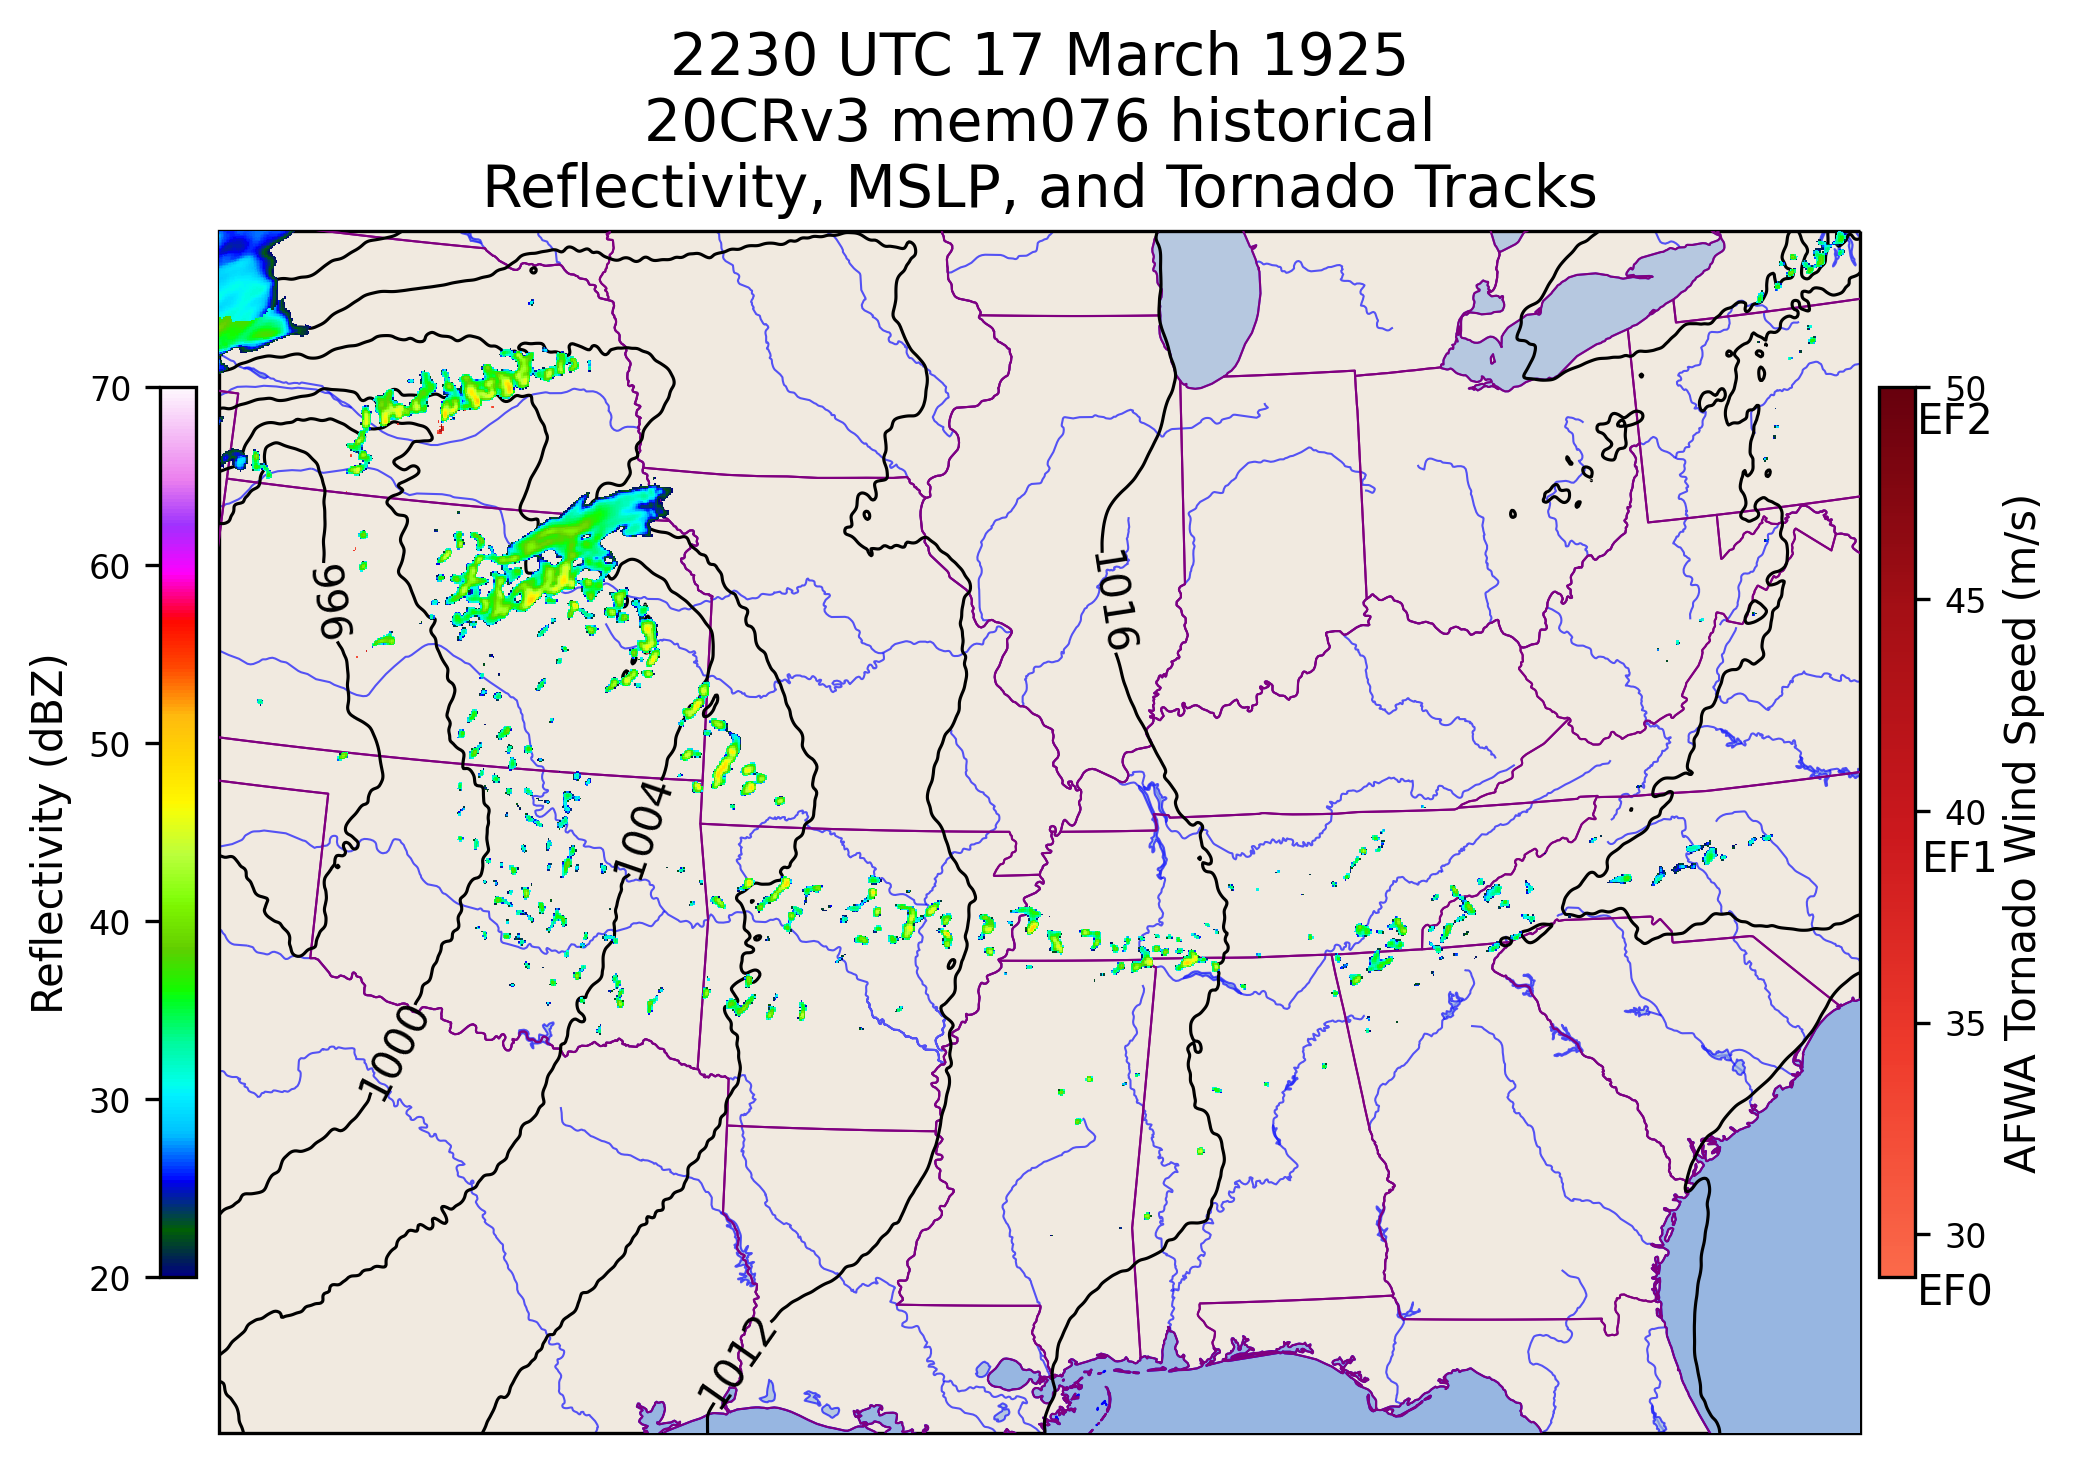 2230 UTC 17 March 1925
20CRv3 mem076 historical
Reflectivity, MSLP, and Tornado Tracks
70
60
50
40
30
20
Reflectivity (dBZ)
996
1000
1004
1012
1016
50
EF2
45
40
EF1
35
30
EF0
AFWA Tornado Wind Speed (m/s)